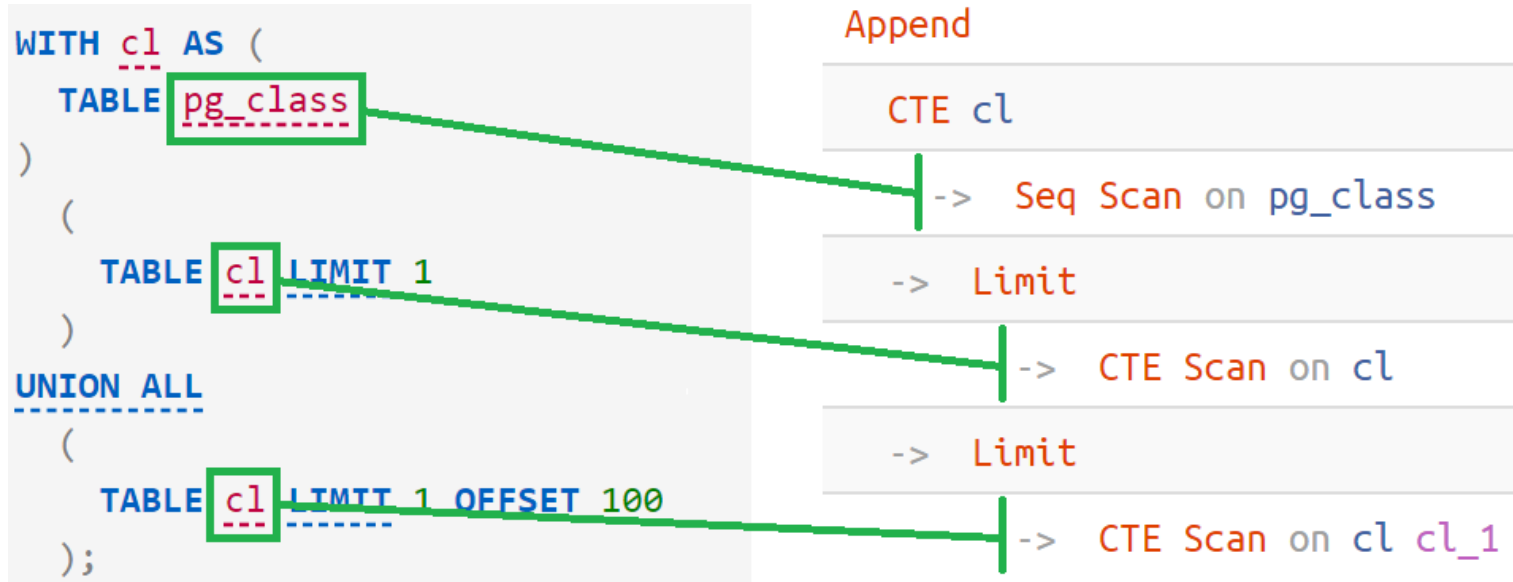 WITH cl AS (
TABLE pg_class
)
(
TABLE cl LIMIT 1
)
UNION ALL
(
TABLE cl LIMIT 1 OFFSET 100
);
Append
CTE cl
-> Seq Scan on pg_class
-> Limit
-> CTE Scan on cl
-> Limit
-> CTE Scan on cl cl_1